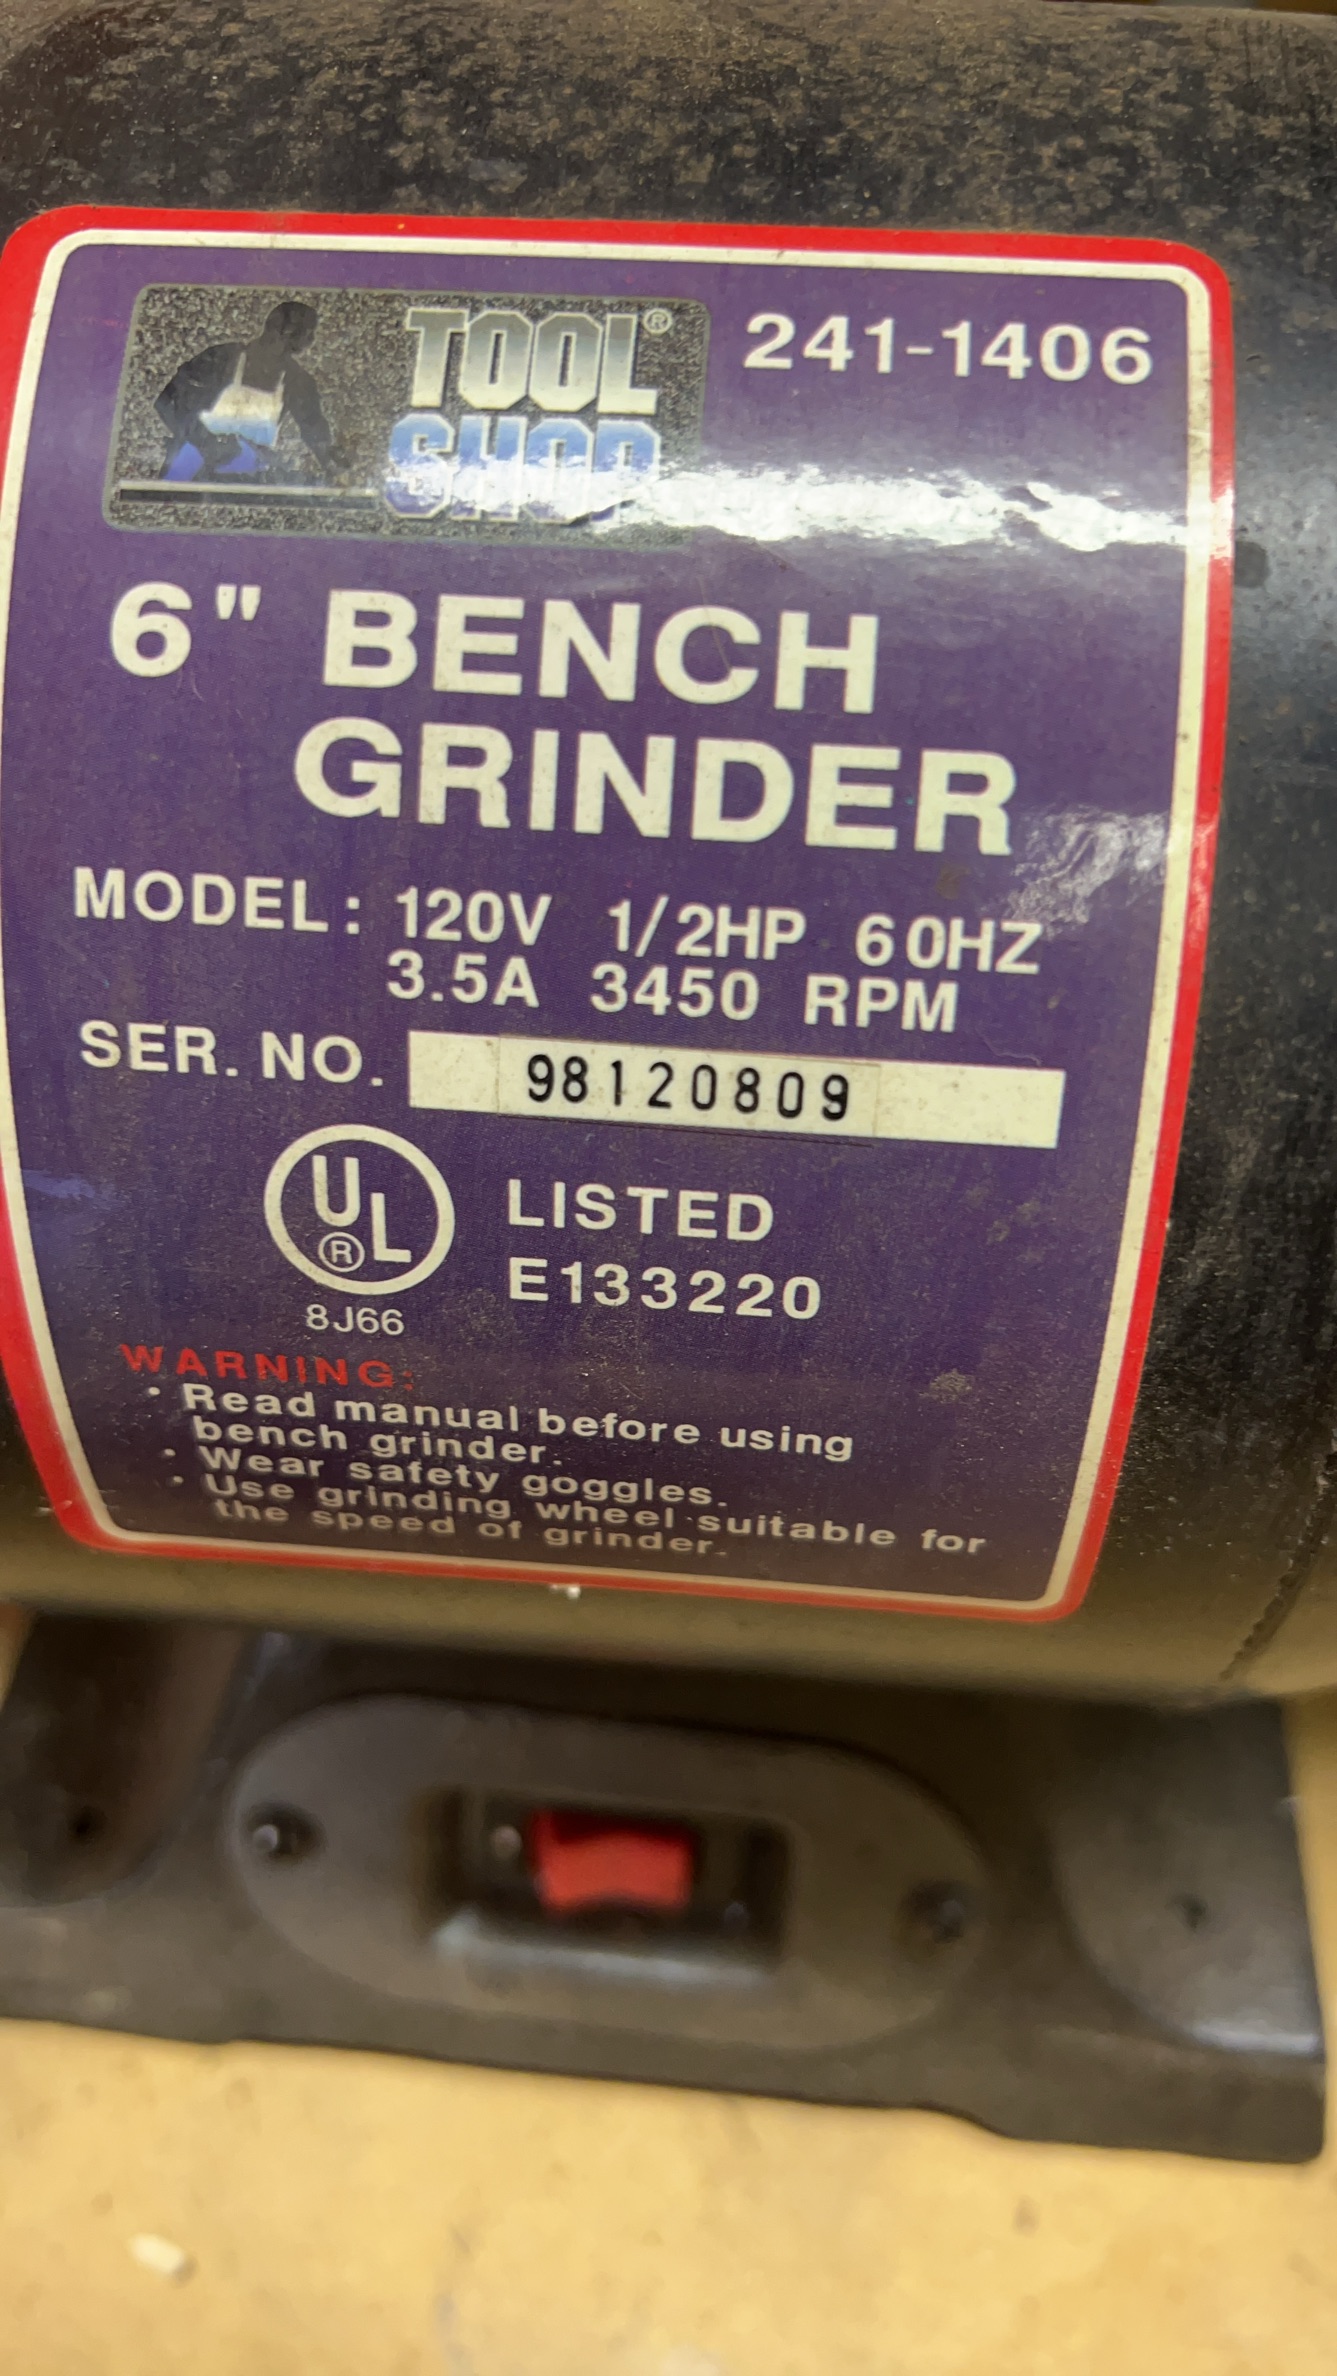 TOOL® 241-1406
SHOP
6" BENCH
GRINDER
MODEL: 120V 1/2HP 60HZ
3.5A 3450 RPM
SER. NO. 98120809
UL® LISTED
E133220
8J66
WARNING:
• Read manual before using
bench grinder.
• Wear safety goggles.
• Use grinding wheel suitable for
the speed of grinder.